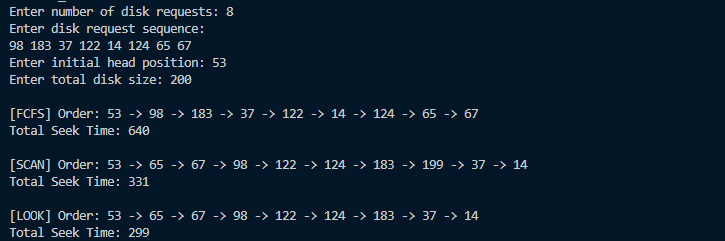 Enter number of disk requests: 8
Enter disk request sequence:
98 183 37 122 14 124 65 67
Enter initial head position: 53
Enter total disk size: 200
[FCFS] Order: 53 -> 98 -> 183 -> 37 -> 122 -> 14 -> 124 -> 65 -> 67
Total Seek Time: 640
[SCAN] Order: 53 -> 65 -> 67 -> 98 -> 122 -> 124 -> 183 -> 199 -> 37 -> 14
Total Seek Time: 331
[LOOK] Order: 53 -> 65 -> 67 -> 98 -> 122 -> 124 -> 183 -> 37 -> 14
Total Seek Time: 299